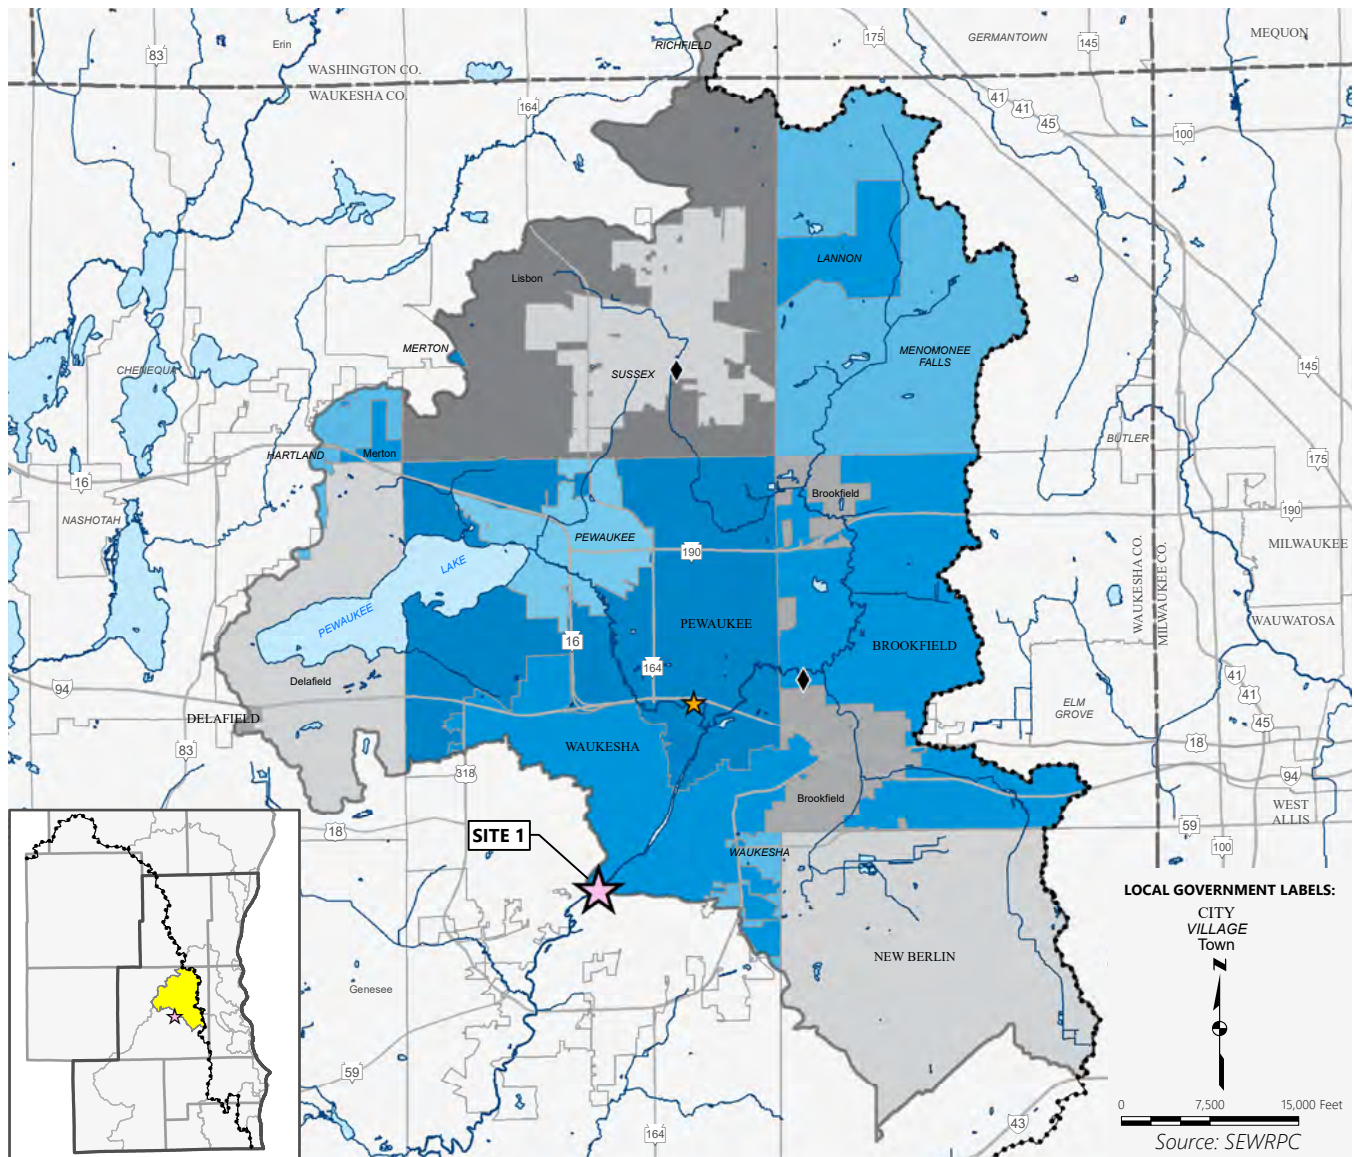 RICHFIELD
175
GERMANTOWN
145
MEQUON
83
Erin
WASHINGTON CO.
WAUKESHA CO.
164
41
41
45
100
LANNON
Lisbon
MERTON
SUSSEX
MENOMONEE
FALLS
CHENEQUA
145
HARTLAND
Merton
BUTLER
175
16
NASHOTAH
Brookfield
190
PEWAUKEE
190
MILWAUKEE
LAKE
PEWAUKEE
PEWAUKEE
WAUKESHA CO.
MILWAUKEE CO.
WAUWATOSA
16
BROOKFIELD
164
94
Delafield
41
41
45
ELM
GROVE
DELAFIELD
83
WAUKESHA
18
318
94
Brookfield
WEST
ALLIS
18
SITE 1
59
100
WAUKESHA
NEW BERLIN
Genesee
59
164
43
LOCAL GOVERNMENT LABELS:
CITY
VILLAGE
Town
N
0 7,500 15,000 Feet
Source: SEWRPC